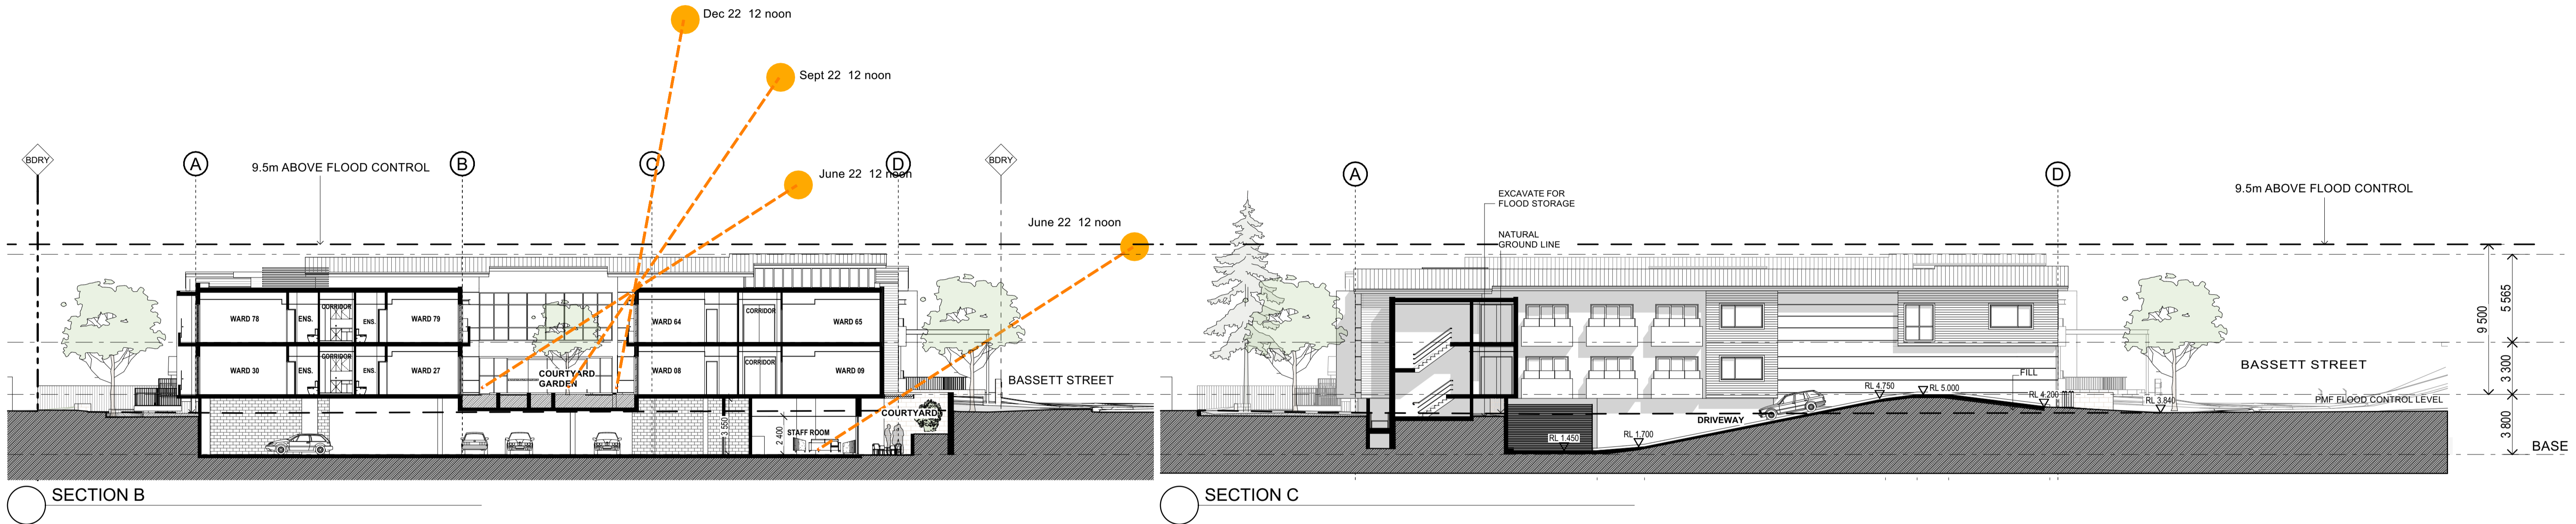 Dec 22 12 noon
Sept 22 12 noon
June 22 12 noon
June 22 12 noon
BDRY
A
9.5m ABOVE FLOOD CONTROL
B
C
D
BDRY
WARD 78
ENS.
CORRIDOR
ENS.
WARD 79
WARD 64
CORRIDOR
WARD 65
WARD 30
ENS.
CORRIDOR
ENS.
WARD 27
COURTYARD
GARDEN
WARD 08
CORRIDOR
WARD 09
BASSETT STREET
3 550
2 400
STAFF ROOM
COURTYARD
SECTION B
A
EXCAVATE FOR
FLOOD STORAGE
NATURAL
GROUND LINE
D
9.5m ABOVE FLOOD CONTROL
9 500
5 565
3 300
3 800
BASSETT STREET
FILL
RL 4.750
RL 5.000
RL 4.200
RL 3.840
PMF FLOOD CONTROL LEVEL
DRIVEWAY
RL 1.450
RL 1.700
BASE
SECTION C